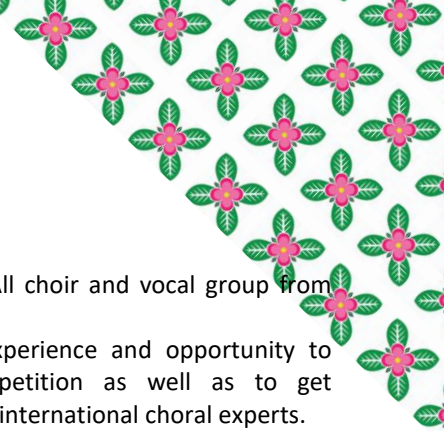 All choir and vocal group from
xperience and opportunity to
petition as well as to get
international choral experts.